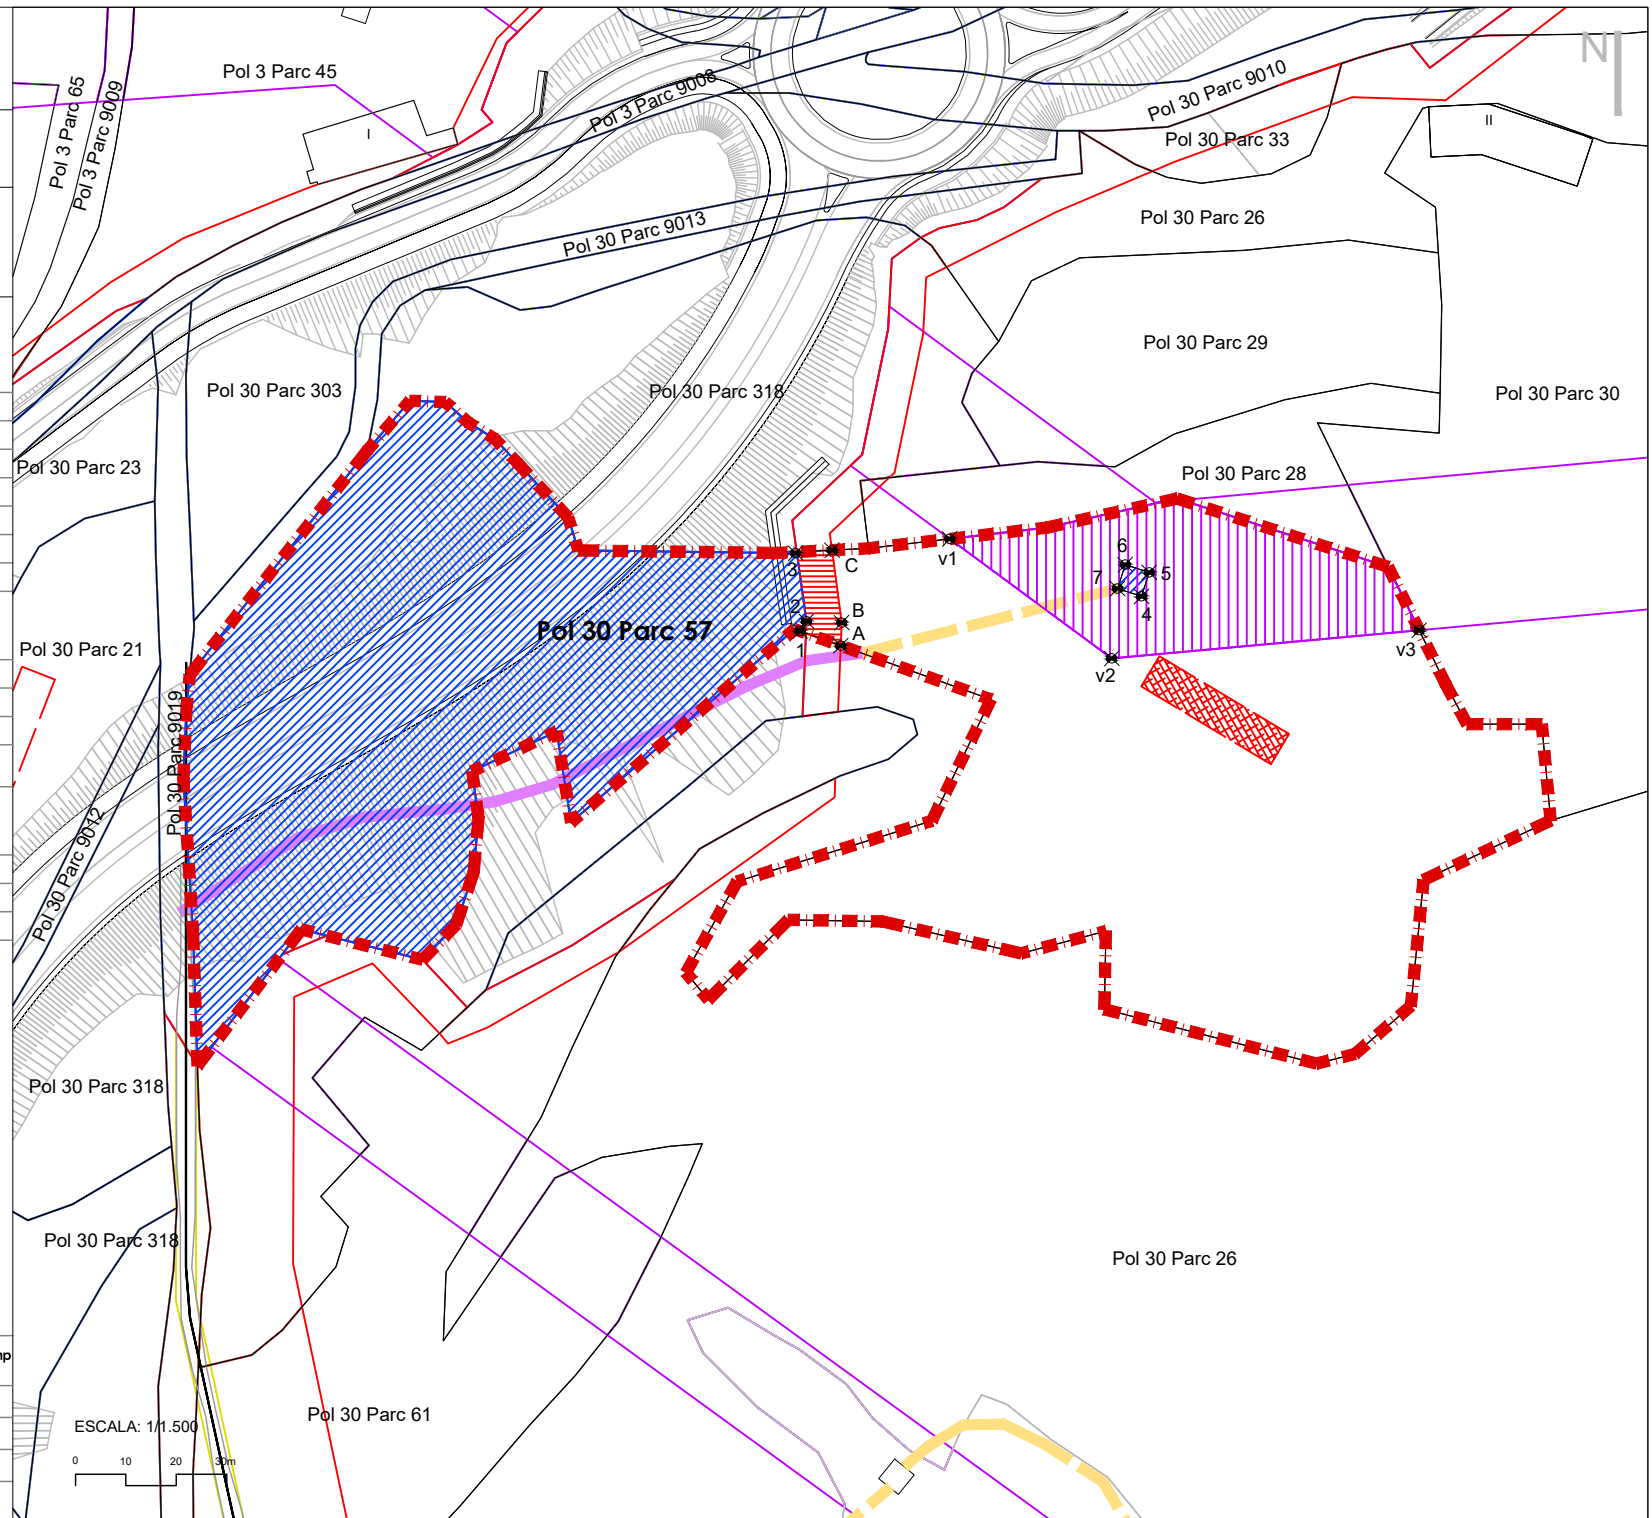 N
Pol 3 Parc 45
Pol 3 Parc 65
Pol 3 Parc 9009
Pol 3 Parc 9008
Pol 30 Parc 9010
I
II
Pol 30 Parc 33
Pol 30 Parc 26
Pol 30 Parc 9013
Pol 30 Parc 29
Pol 30 Parc 303
Pol 30 Parc 318
Pol 30 Parc 30
Pol 30 Parc 23
Pol 30 Parc 28
v1
C
3
6
7
5
4
2
B
A
1
Pol 30 Parc 57
v3
v2
Pol 30 Parc 21
Pol 30 Parc 9019
Pol 30 Parc 9012
Pol 30 Parc 318
Pol 30 Parc 318
Pol 30 Parc 26
Pol 30 Parc 61
ESCALA: 1/1.500
0 10 20 30m